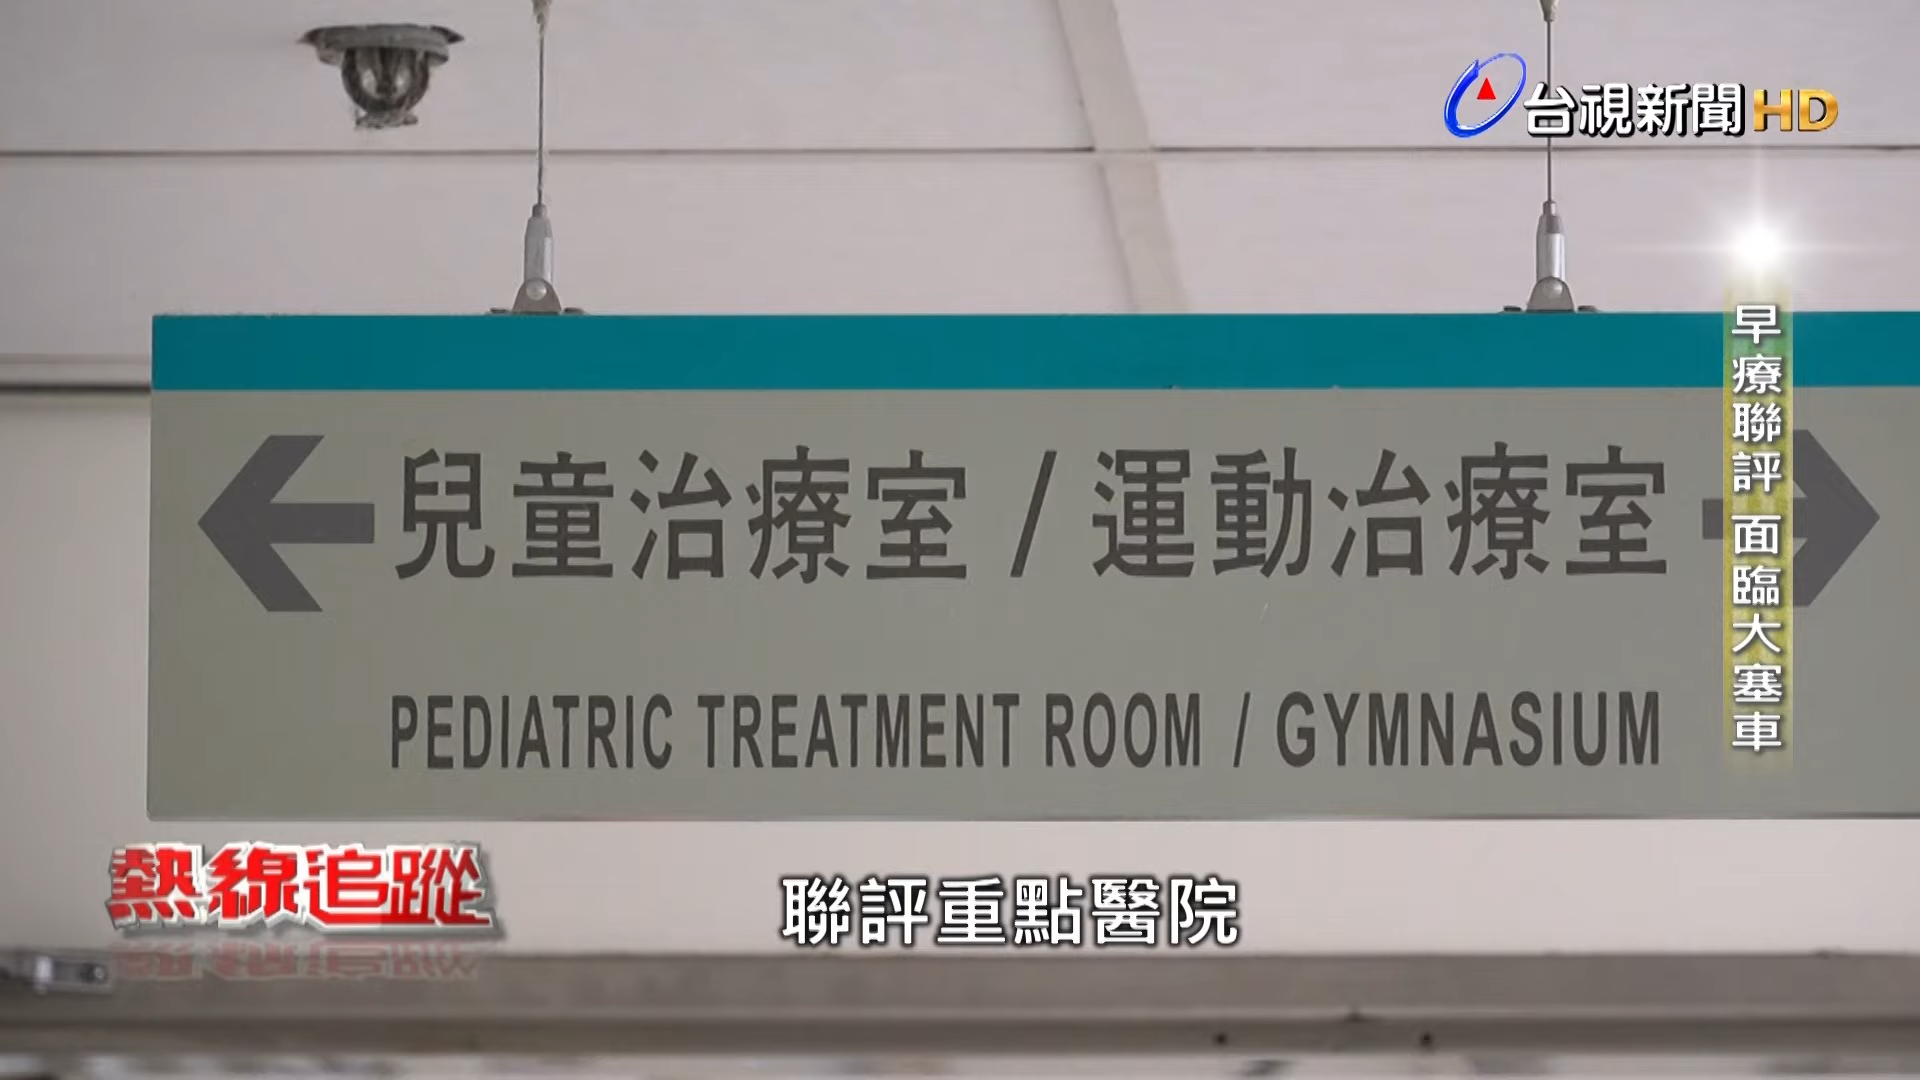 台視新聞HD
早療聯評 面臨大塞車
兒童治療室 / 運動治療室
PEDIATRIC TREATMENT ROOM / GYMNASIUM
熱線追蹤
聯評重點醫院